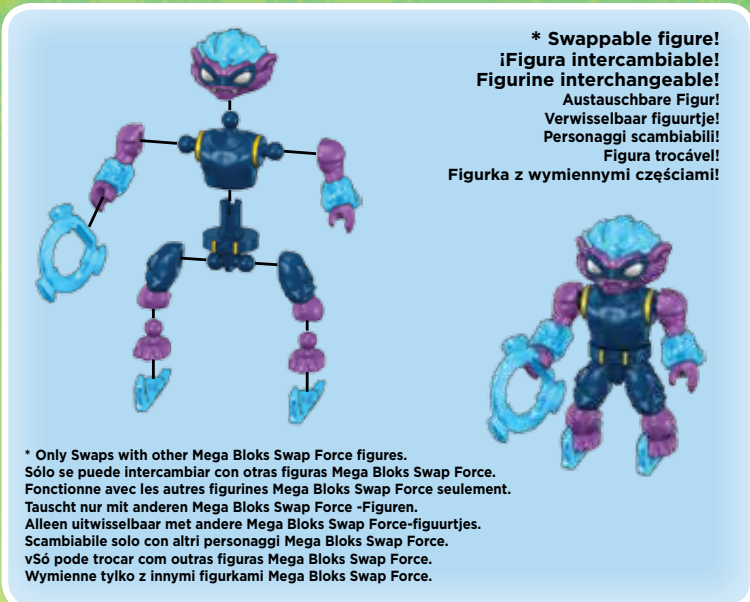 * Swappable figure!
¡Figura intercambiable!
Figurine interchangeable!
Austauschbare Figur!
Verwisselbaar figuurtje!
Personaggi scambiabili!
Figura trocável!
Figurka z wymiennymi częściami!
* Only Swaps with other Mega Bloks Swap Force figures.
Sólo se puede intercambiar con otras figuras Mega Bloks Swap Force.
Fonctionne avec les autres figurines Mega Bloks Swap Force seulement.
Tauscht nur mit anderen Mega Bloks Swap Force -Figuren.
Alleen uitwisselbaar met andere Mega Bloks Swap Force-figuurtjes.
Scambiabile solo con altri personaggi Mega Bloks Swap Force.
vSó pode trocar com outras figuras Mega Bloks Swap Force.
Wymienne tylko z innymi figurkami Mega Bloks Swap Force.